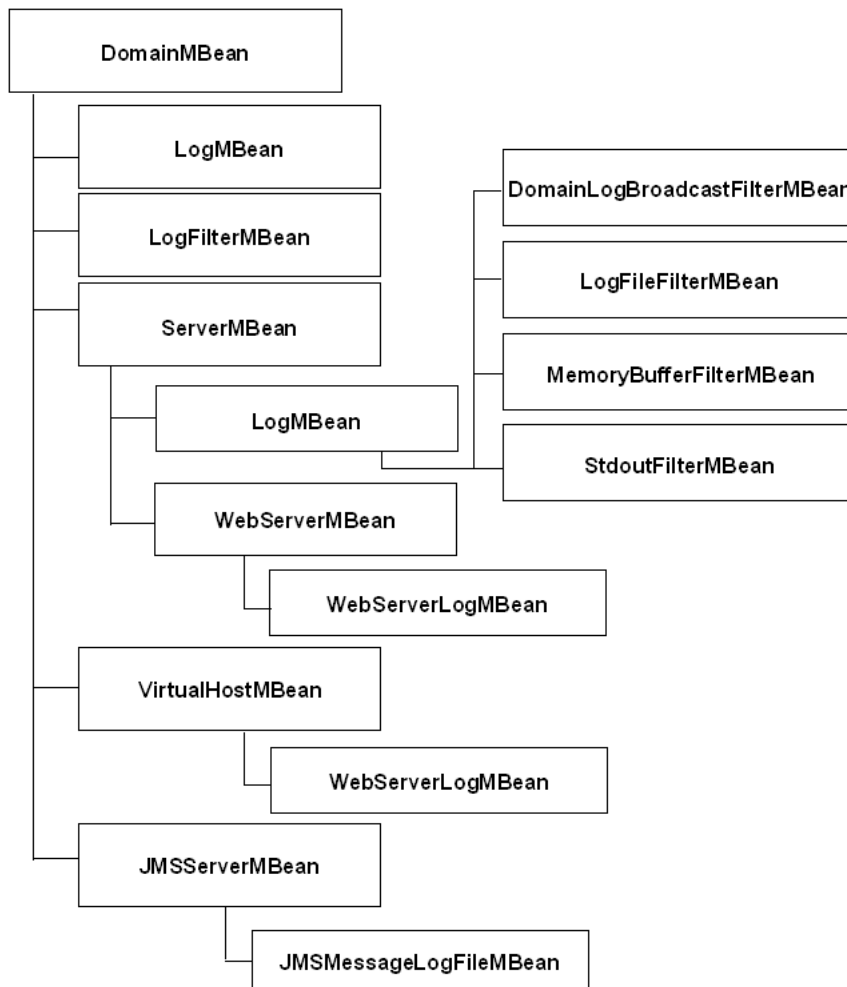 DomainMBean
LogMBean
DomainLogBroadcastFilterMBean
LogFilterMBean
LogFileFilterMBean
ServerMBean
MemoryBufferFilterMBean
LogMBean
StdoutFilterMBean
WebServerMBean
WebServerLogMBean
VirtualHostMBean
WebServerLogMBean
JMSServerMBean
JMSMessageLogFileMBean